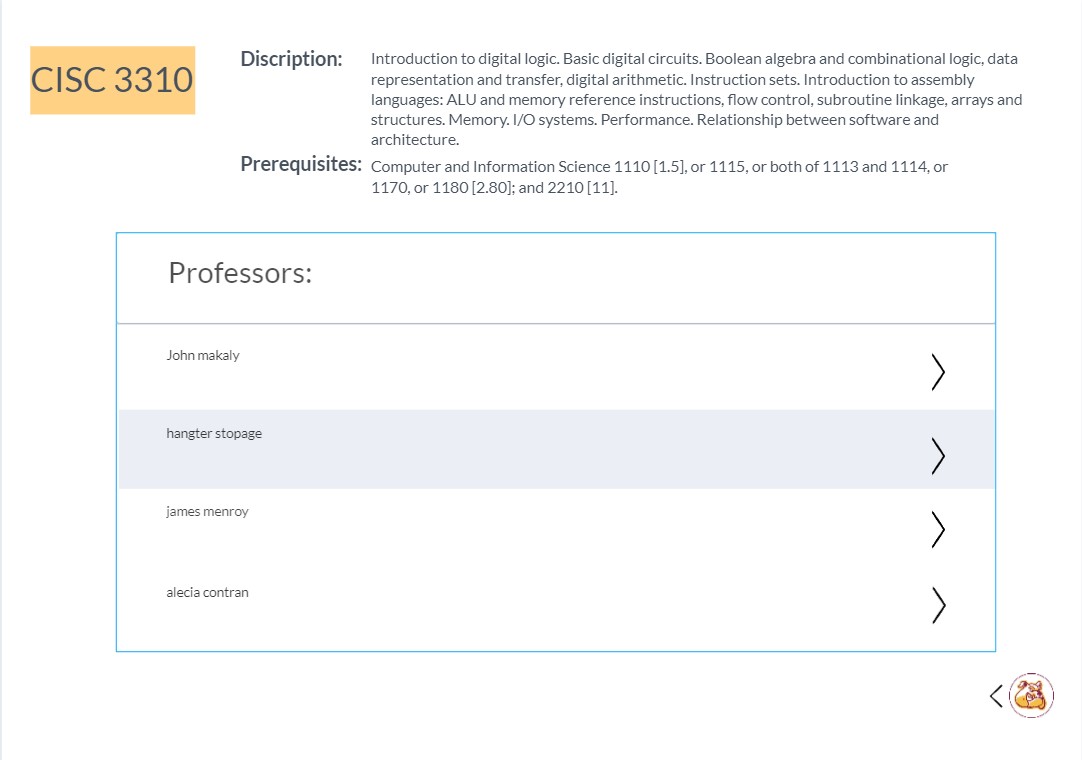 CISC 3310
Discription:
Introduction to digital logic. Basic digital circuits. Boolean algebra and combinational logic, data
representation and transfer, digital arithmetic. Instruction sets. Introduction to assembly
languages: ALU and memory reference instructions, flow control, subroutine linkage, arrays and
structures. Memory. I/O systems. Performance. Relationship between software and
architecture.
Prerequisites:
Computer and Information Science 1110 [1.5], or 1115, or both of 1113 and 1114, or
1170, or 1180 [2.80]; and 2210 [11].
Professors:
John makaly
hangter stopage
james menroy
alecia contran